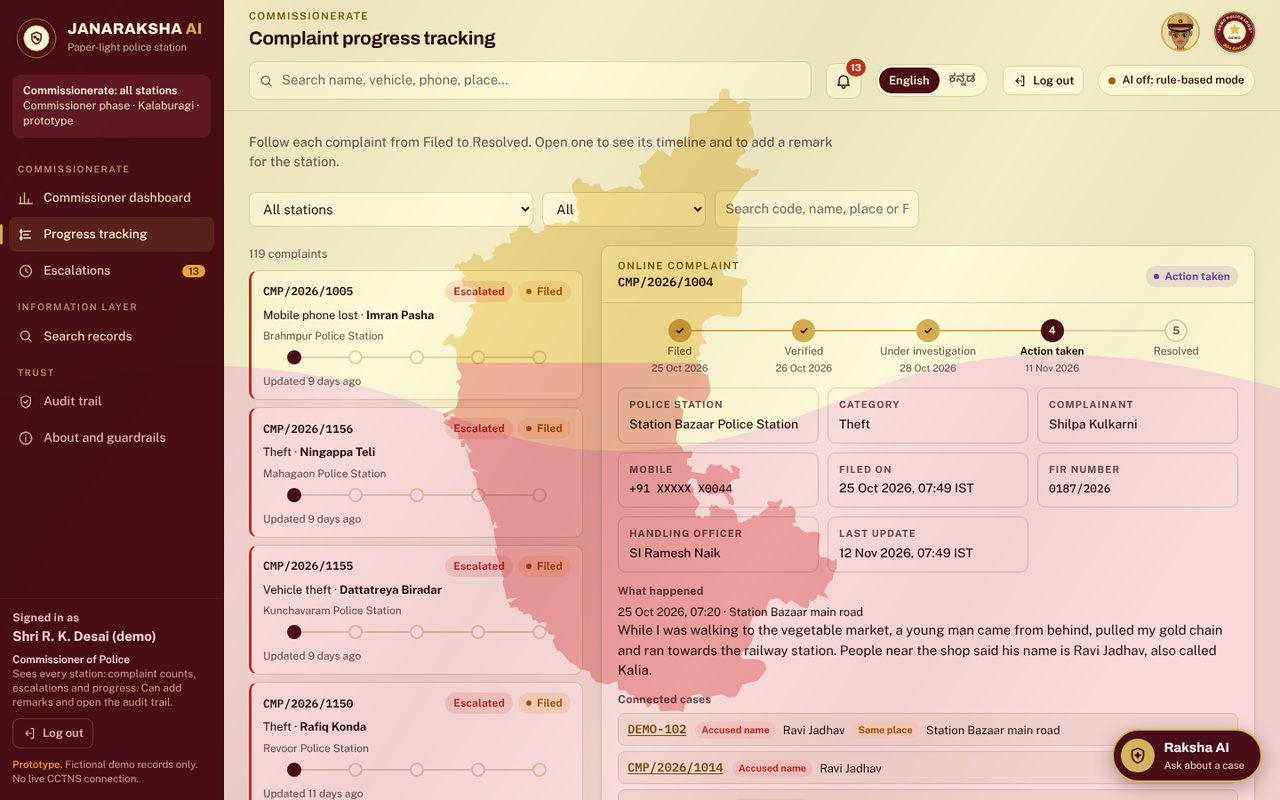 JANARAKSHA AI
Paper-light police station
Commissionerate: all stations
Commissioner phase · Kalaburagi ·
prototype
COMMISSIONERATE
Commissioner dashboard
Progress tracking
Escalations 13
INFORMATION LAYER
Search records
TRUST
Audit trail
About and guardrails
Signed in as
Shri R. K. Desai (demo)
Commissioner of Police
Sees every station: complaint counts,
escalations and progress. Can add
remarks and open the audit trail.
Log out
Prototype. Fictional demo records only.
No live CCTNS connection.
COMMISSIONERATE
Complaint progress tracking
Search name, vehicle, phone, place...
13
English ಕನ್ನಡ
Log out
AI off: rule-based mode
Follow each complaint from Filed to Resolved. Open one to see its timeline and to add a remark
for the station.
All stations
All
Search code, name, place or F
119 complaints
CMP/2026/1005 Escalated Filed
Mobile phone lost · Imran Pasha
Brahmpur Police Station
Updated 9 days ago
CMP/2026/1156 Escalated Filed
Theft · Ningappa Teli
Mahagaon Police Station
Updated 9 days ago
CMP/2026/1155 Escalated Filed
Vehicle theft · Dattatreya Biradar
Kunchavaram Police Station
Updated 9 days ago
CMP/2026/1150 Escalated Filed
Theft · Rafiq Konda
Revoor Police Station
Updated 11 days ago
ONLINE COMPLAINT
CMP/2026/1004
Action taken
4 5
Filed Verified Under investigation Action taken Resolved
25 Oct 2026 26 Oct 2026 28 Oct 2026 11 Nov 2026
POLICE STATION
Station Bazaar Police Station
CATEGORY
Theft
COMPLAINANT
Shilpa Kulkarni
MOBILE
+91 XXXXX X0044
FILED ON
25 Oct 2026, 07:49 IST
FIR NUMBER
0187/2026
HANDLING OFFICER
SI Ramesh Naik
LAST UPDATE
12 Nov 2026, 07:49 IST
What happened
25 Oct 2026, 07:20 · Station Bazaar main road
While I was walking to the vegetable market, a young man came from behind, pulled my gold chain
and ran towards the railway station. People near the shop said his name is Ravi Jadhav, also called
Kalia.
Connected cases
DEMO-102 Accused name Ravi Jadhav Same place Station Bazaar main road
CMP/2026/1014 Accused name Ravi Jadhav
Raksha AI
Ask about a case